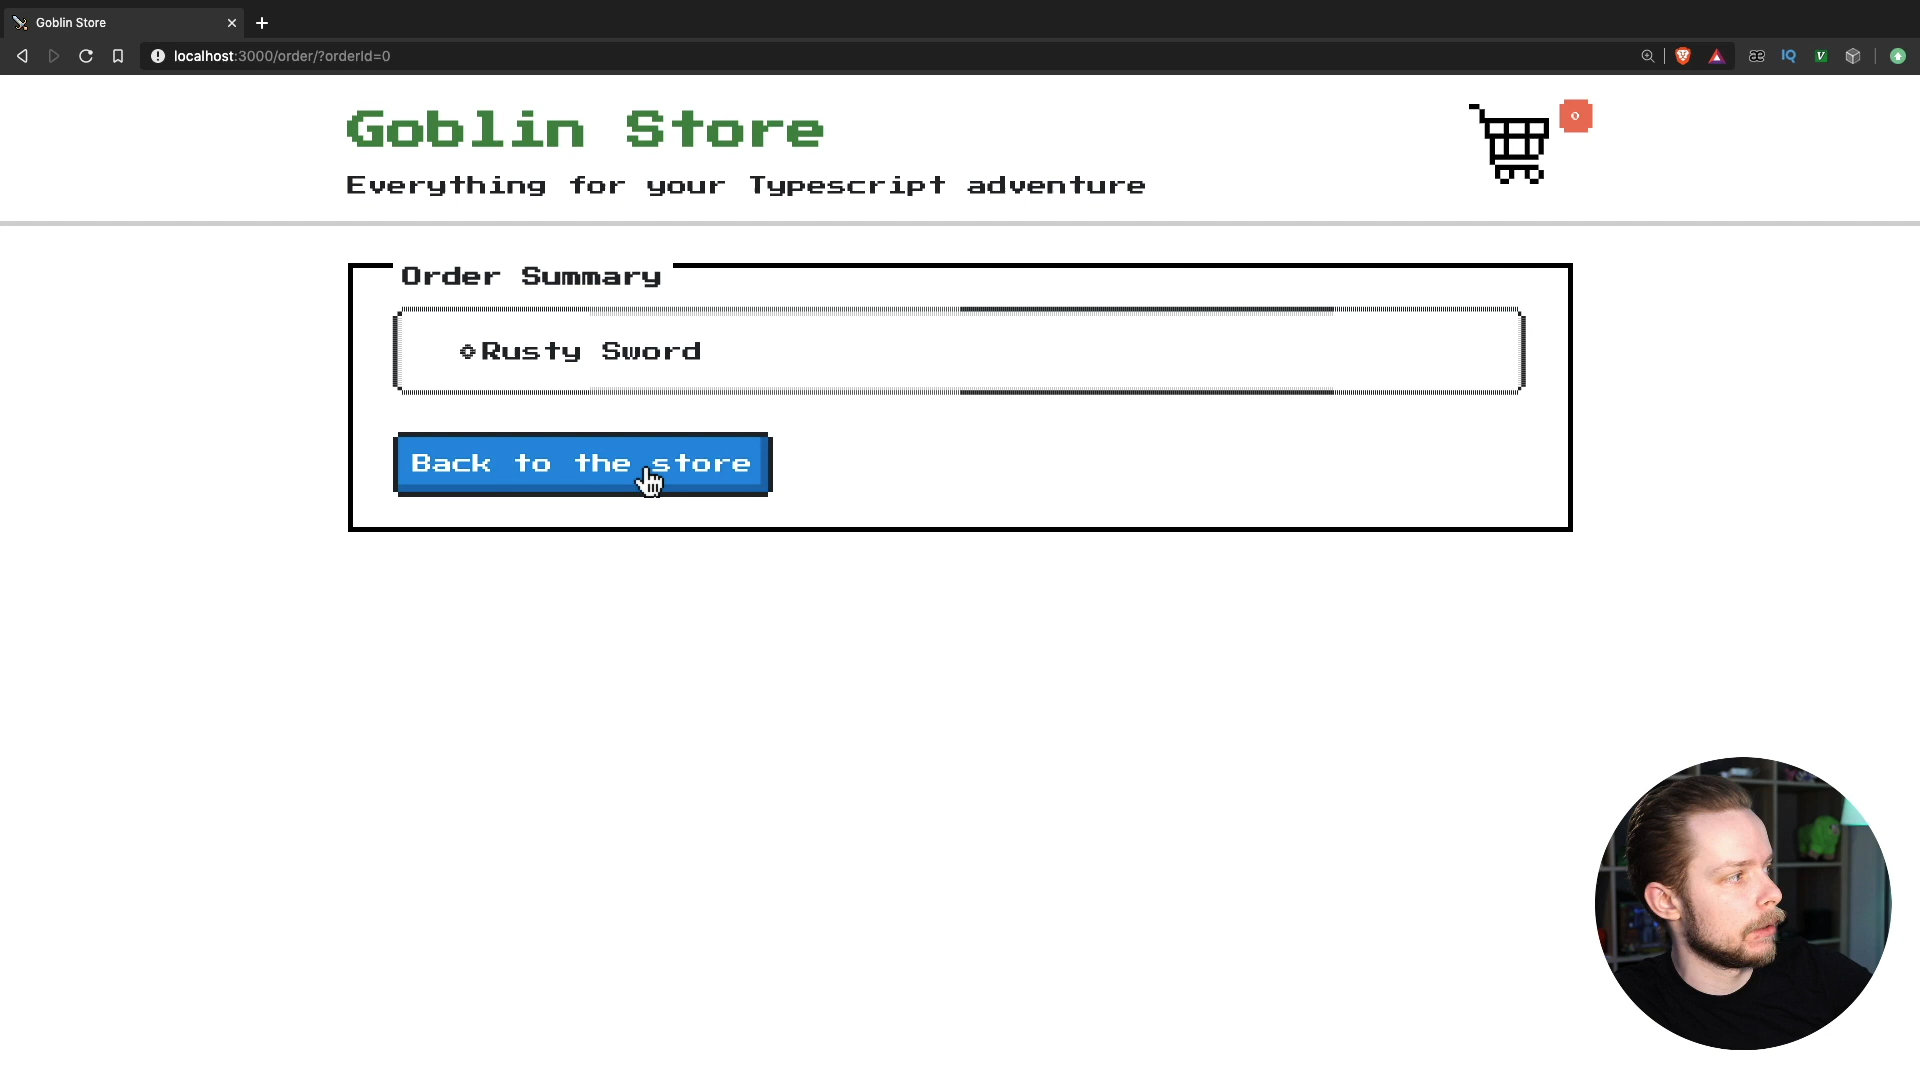 Goblin Store
localhost:3000/order/?orderId=0
æ
IQ
V
Goblin Store
0
Everything for your Typescript adventure
Order Summary
Rusty Sword
Back to the store